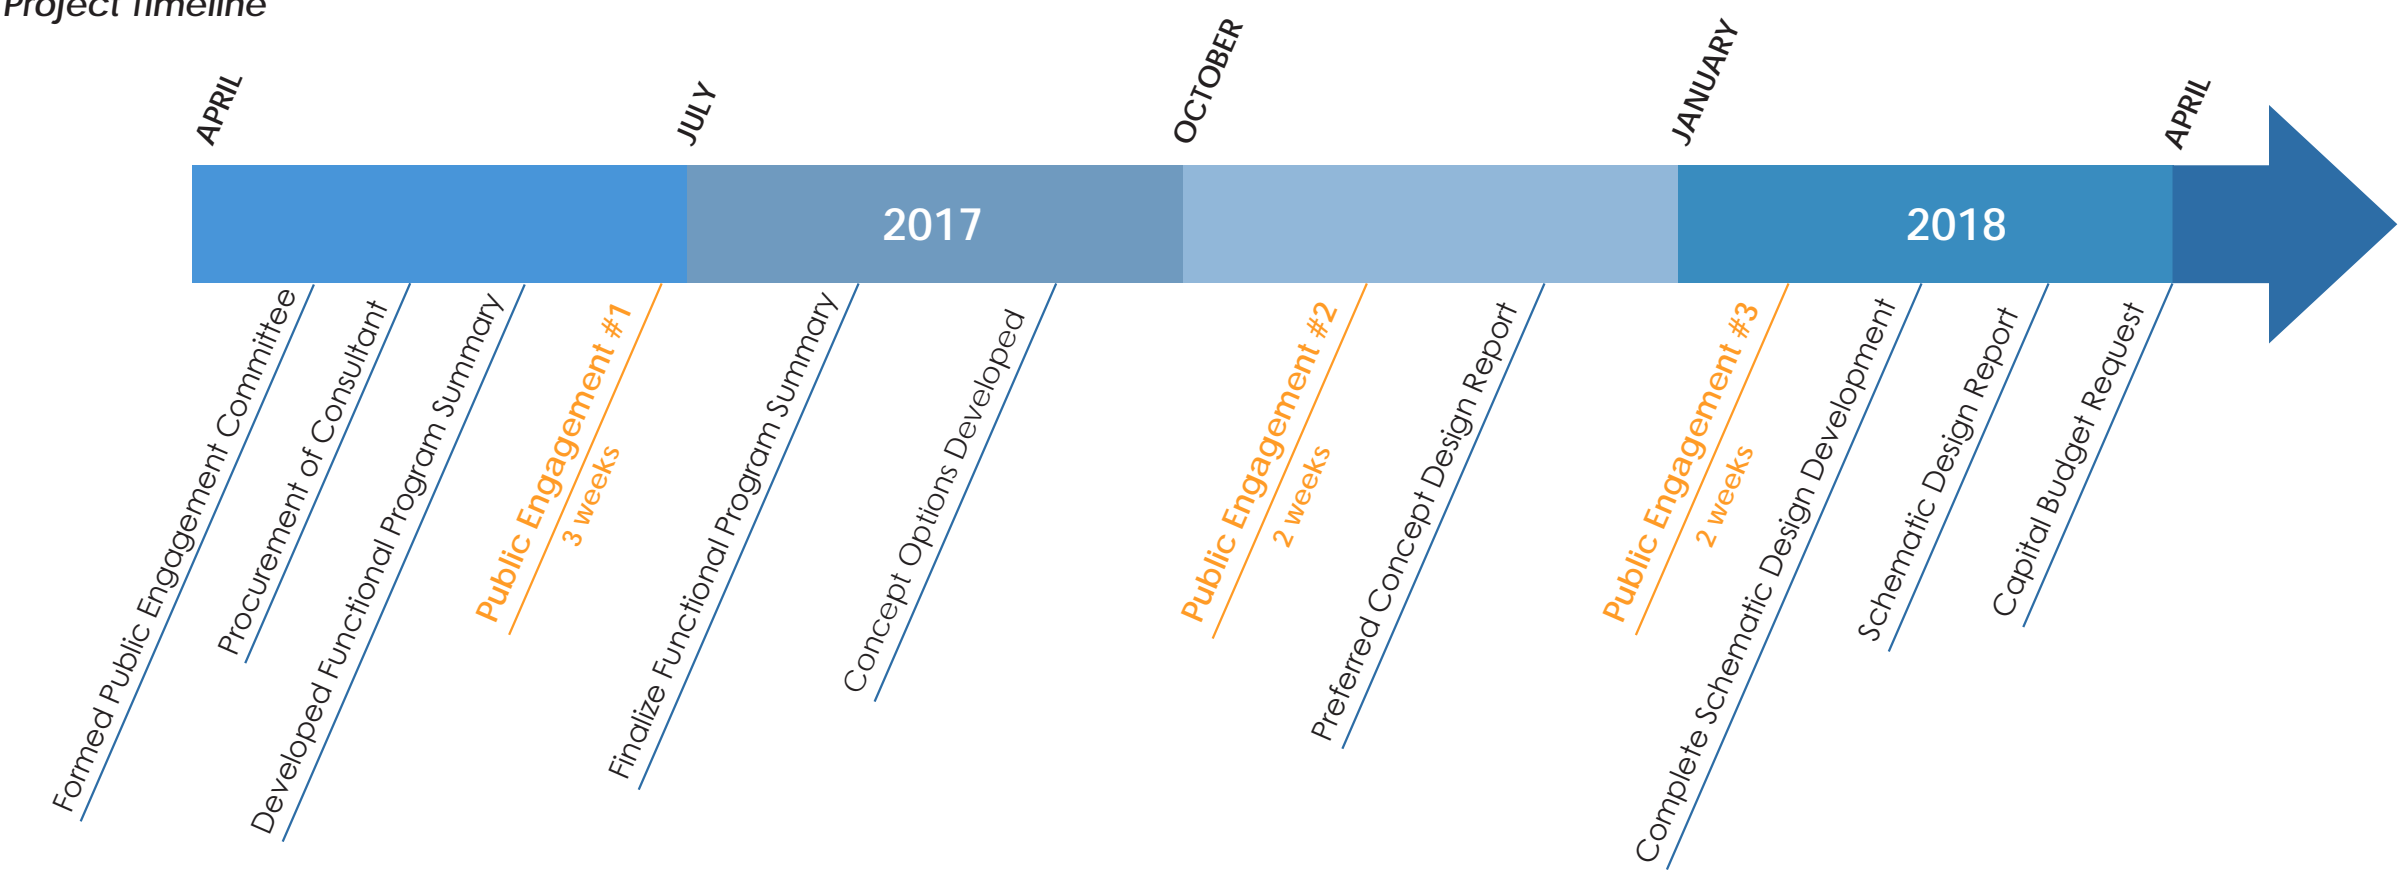 Project Timeline
APRIL
JULY
OCTOBER
JANUARY
APRIL
2017
2018
Formed Public Engagement Committee
Procurement of Consultant
Developed Functional Program Summary
Public Engagement #1
3 weeks
Finalize Functional Program Summary
Concept Options Developed
Public Engagement #2
2 weeks
Preferred Concept Design Report
Public Engagement #3
2 weeks
Complete Schematic Design Development
Schematic Design Report
Capital Budget Request